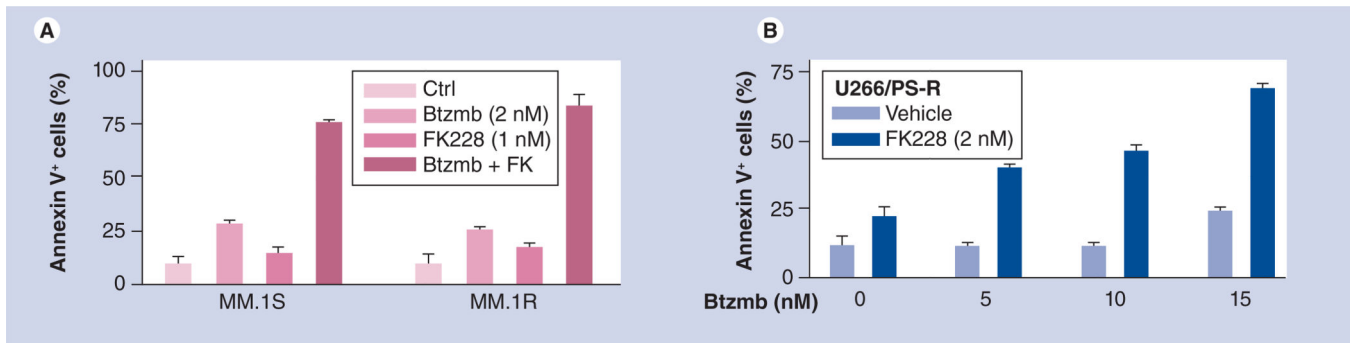 A
Annexin V+ cells (%)
100
75
50
25
0
Ctrl
Btzmb (2 nM)
FK228 (1 nM)
Btzmb + FK
MM.1S
MM.1R
B
Annexin V+ cells (%)
75
50
25
0
U266/PS-R
Vehicle
FK228 (2 nM)
Btzmb (nM) 0 5 10 15